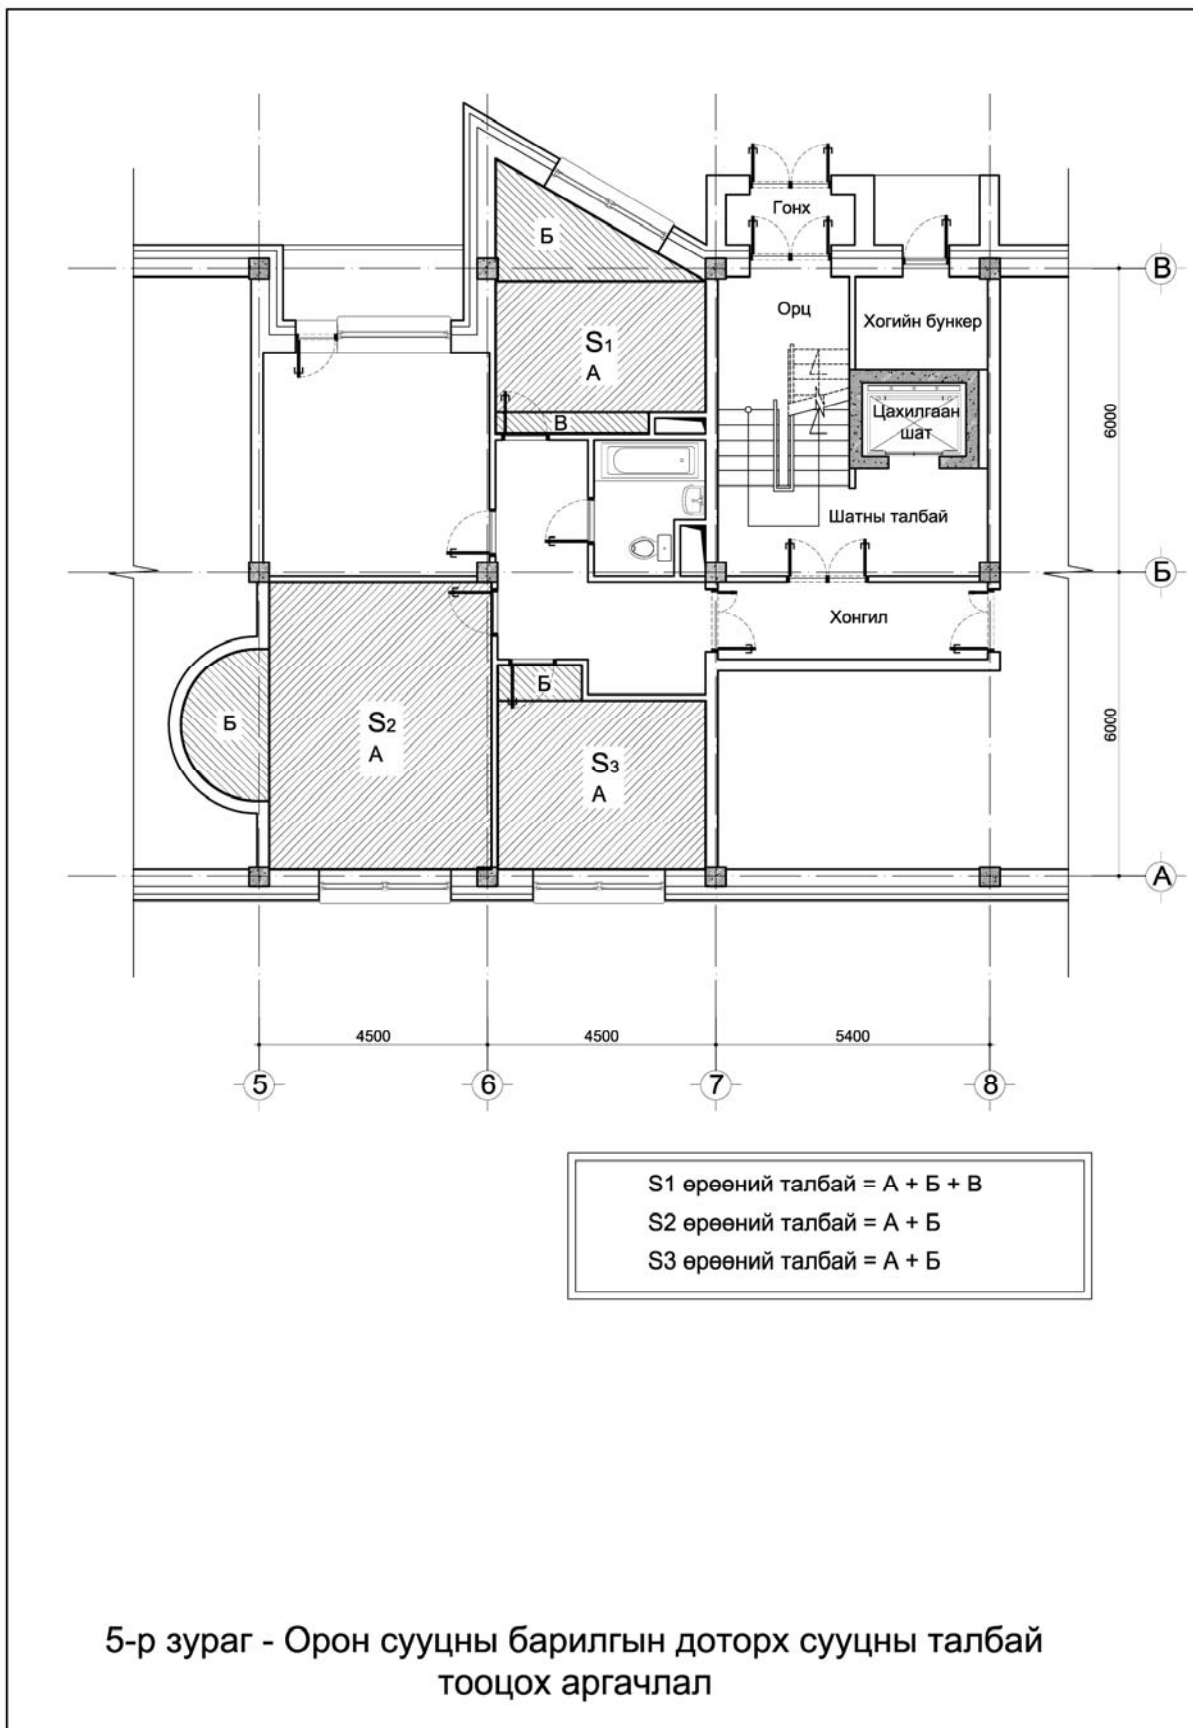 Гонх
Б
В
Орц
Хогийн бункер
S1
А
Цахилгаан
шат
6000
В
Шатны талбай
Б
Хонгил
Б
Б
S2
А
S3
А
6000
А
4500
4500
5400
5
6
7
8
S1 өрөөний талбай = А + Б + В
S2 өрөөний талбай = А + Б
S3 өрөөний талбай = А + Б
5-р зураг - Орон сууцны барилгын доторх сууцны талбай
тооцох аргачлал